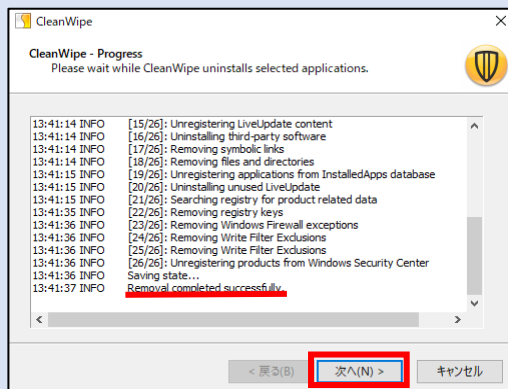 CleanWipe
CleanWipe - Progress
Please wait while CleanWipe uninstalls selected applications.
13:41:14 INFO [15/26]: Unregistering LiveUpdate content
13:41:14 INFO [16/26]: Uninstalling third-party software
13:41:14 INFO [17/26]: Removing symbolic links
13:41:14 INFO [18/26]: Removing files and directories
13:41:15 INFO [19/26]: Unregistering applications from InstalledApps database
13:41:15 INFO [20/26]: Uninstalling unused LiveUpdate
13:41:15 INFO [21/26]: Searching registry for product related data
13:41:35 INFO [22/26]: Removing registry keys
13:41:36 INFO [23/26]: Removing Windows Firewall exceptions
13:41:36 INFO [24/26]: Removing Write Filter Exclusions
13:41:36 INFO [25/26]: Removing Write Filter Exclusions
13:41:36 INFO [26/26]: Unregistering products from Windows Security Center
13:41:36 INFO Saving state...
13:41:37 INFO Removal completed successfully.
< 戻る(B) 次へ(N) > キャンセル